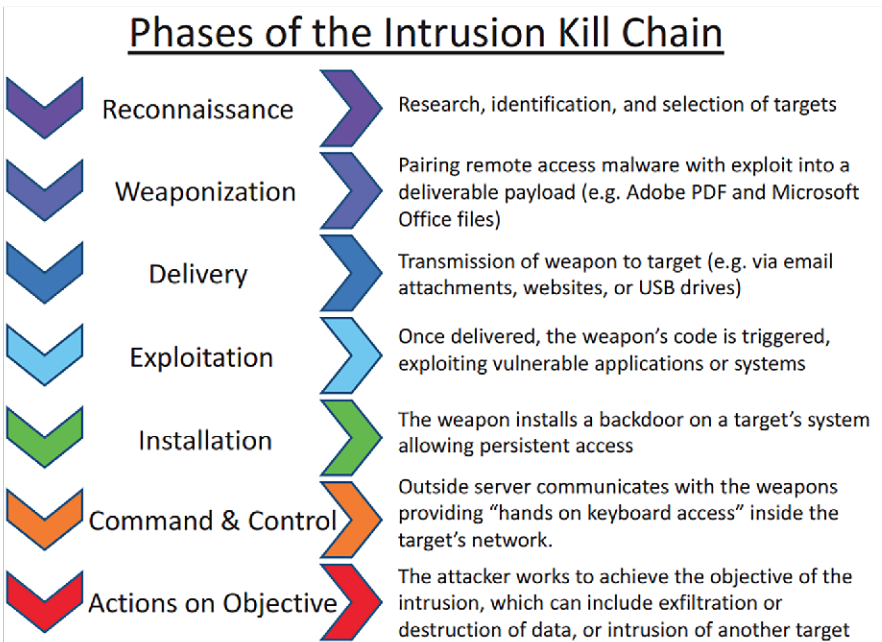 Phases of the Intrusion Kill Chain
Reconnaissance
Research, identification, and selection of targets
Weaponization
Pairing remote access malware with exploit into a
deliverable payload (e.g. Adobe PDF and Microsoft
Office files)
Delivery
Transmission of weapon to target (e.g. via email
attachments, websites, or USB drives)
Exploitation
Once delivered, the weapon’s code is triggered,
exploiting vulnerable applications or systems
Installation
The weapon installs a backdoor on a target’s system
allowing persistent access
Command & Control
Outside server communicates with the weapons
providing “hands on keyboard access” inside the
target’s network.
Actions on Objective
The attacker works to achieve the objective of the
intrusion, which can include exfiltration or
destruction of data, or intrusion of another target